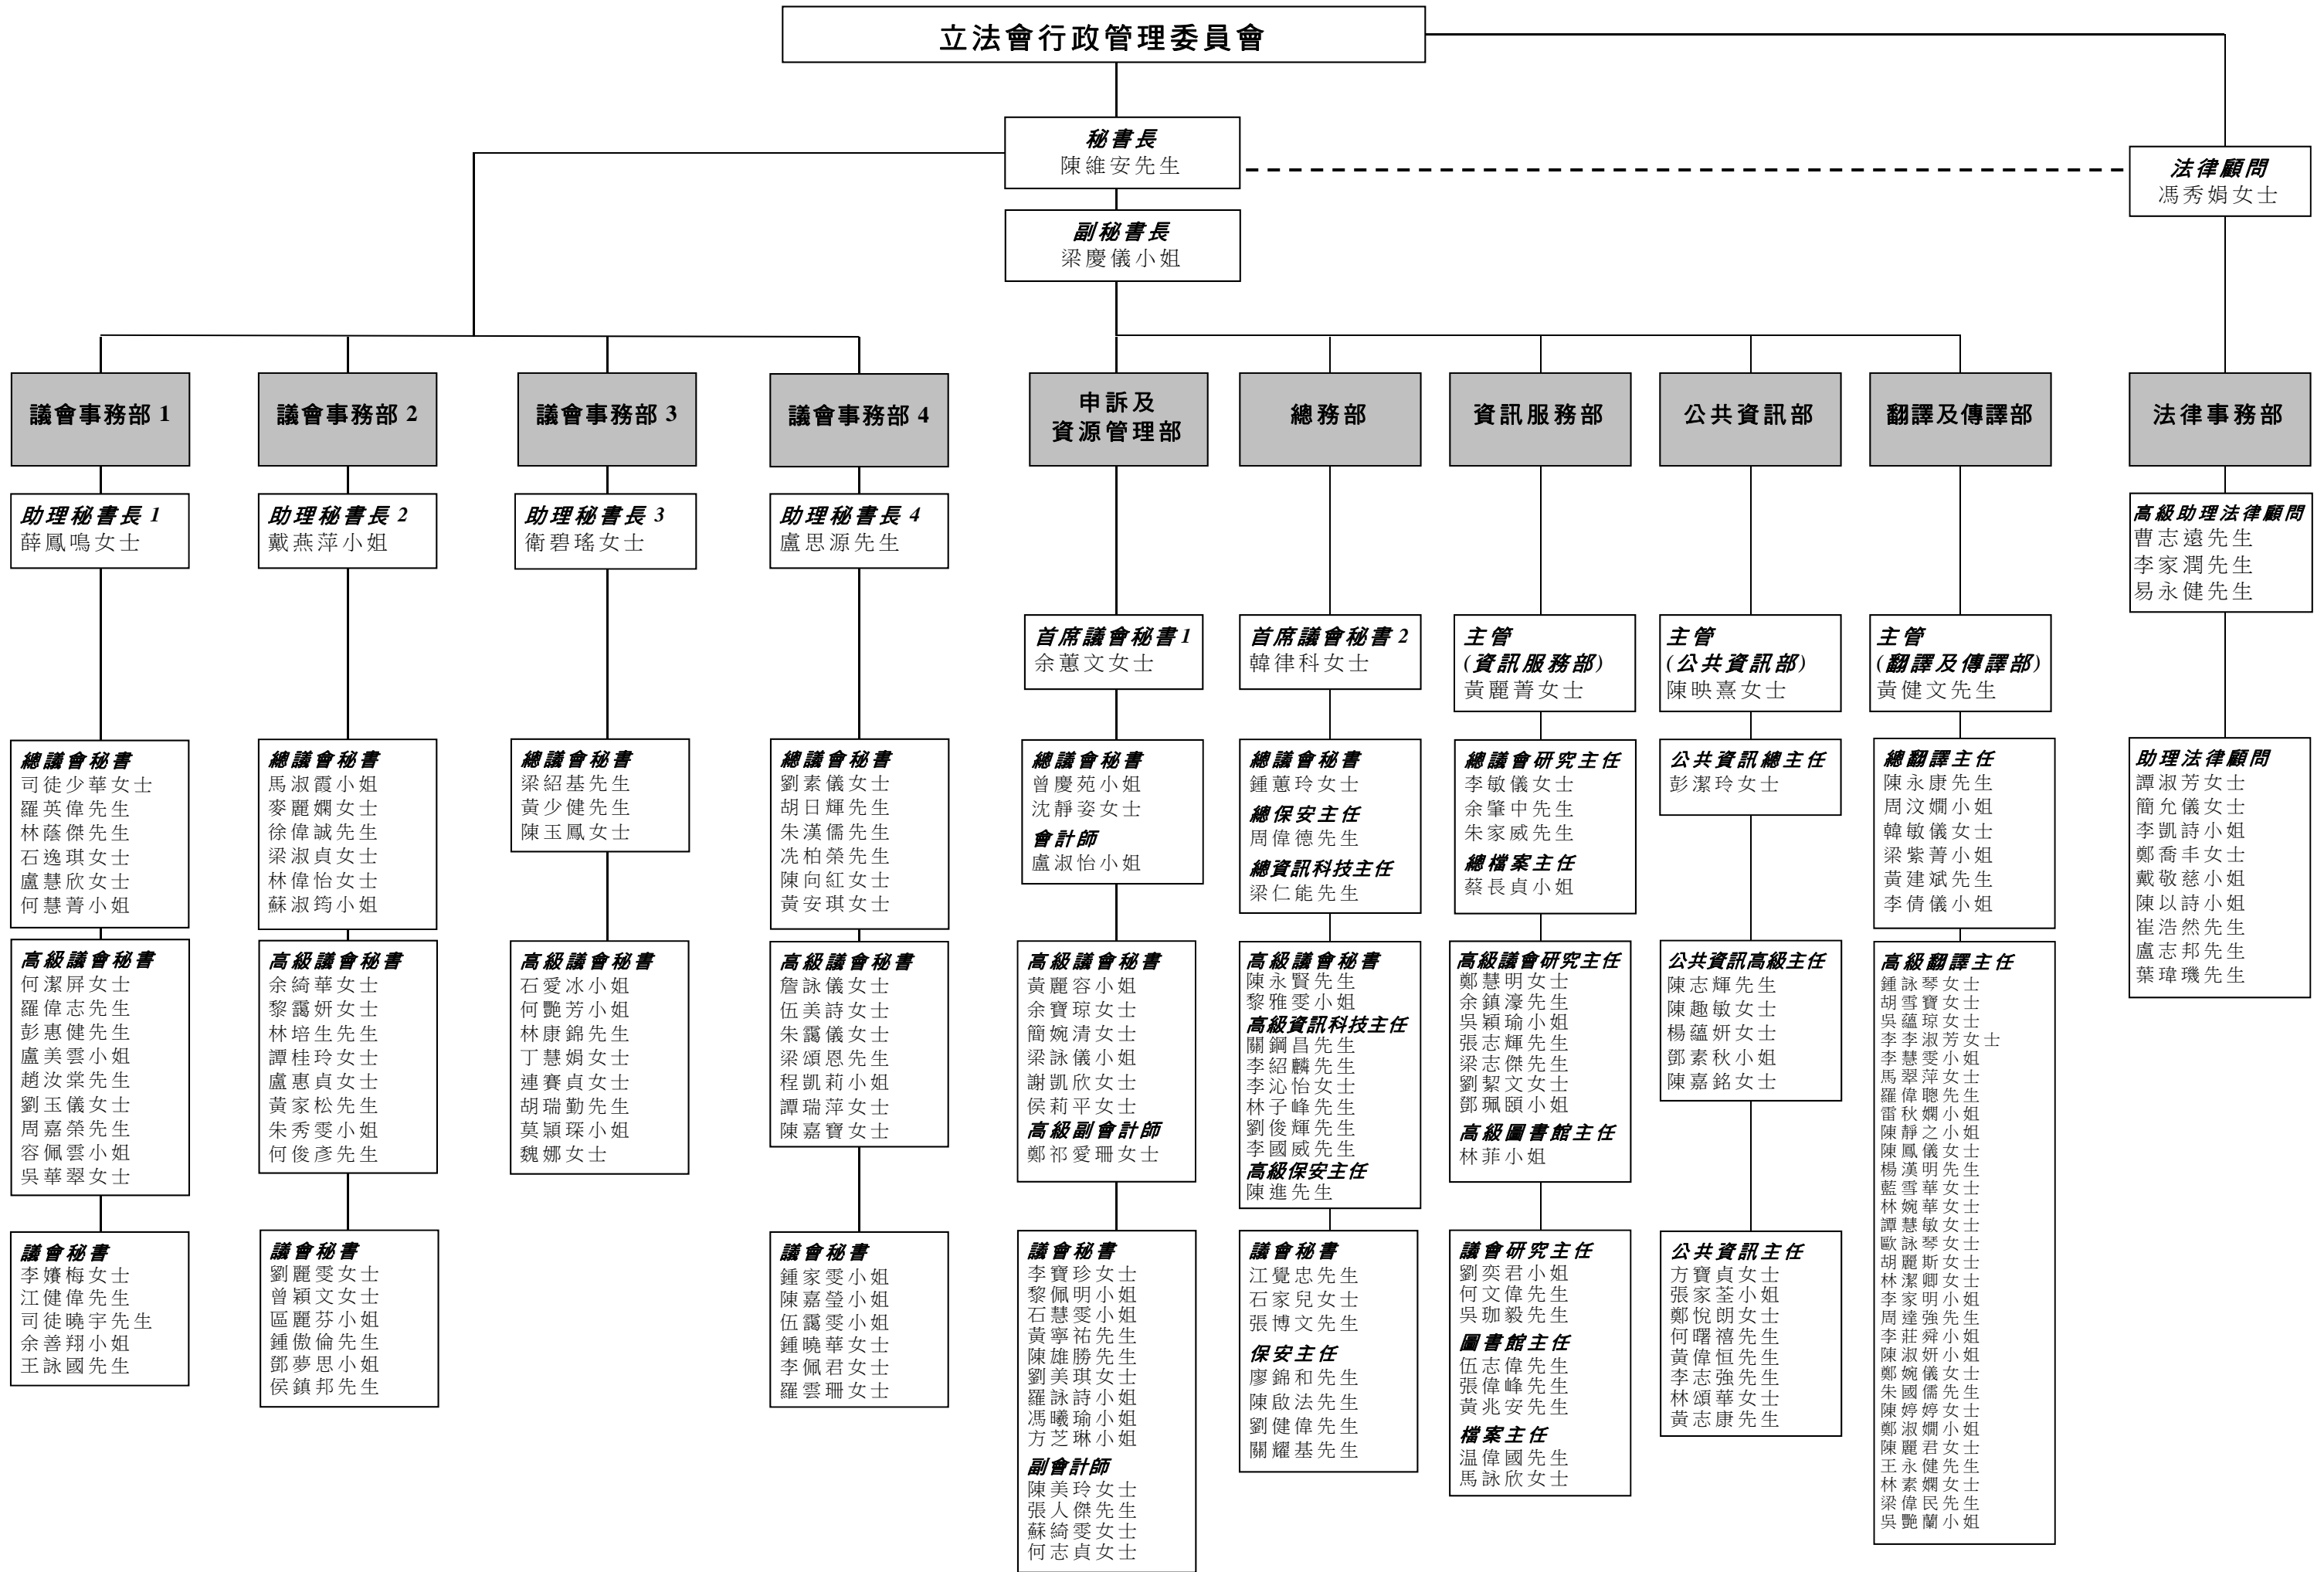 立法會行政管理委員會
秘書長
陳維安先生
法律顧問
馮秀娟女士
副秘書長
梁慶儀小姐
議會事務部 1
助理秘書長 1
薛鳳鳴女士
總議會秘書
司徒少華女士
羅英偉先生
林蔭傑先生
石逸琪女士
盧慧欣女士
何慧菁小姐
高級議會秘書
何潔屏女士
羅偉志先生
彭惠健先生
盧美雲小姐
趙汝棠先生
劉玉儀女士
周嘉榮先生
容佩雲小姐
吳華翠女士
議會秘書
李嬪梅女士
江健偉先生
司徒曉宇先生
余善翔小姐
王詠國先生
議會事務部 2
助理秘書長 2
戴燕萍小姐
總議會秘書
馬淑霞小姐
麥麗嫻女士
徐偉誠先生
梁淑貞女士
林偉怡女士
蘇淑筠小姐
高級議會秘書
余綺華女士
黎靄妍女士
林培生先生
譚桂玲女士
盧惠貞女士
黃家松先生
朱秀雯小姐
何俊彥先生
議會秘書
劉麗雯女士
曾穎文女士
區麗芬小姐
鍾傲倫先生
鄧夢思小姐
侯鎮邦先生
議會事務部 3
助理秘書長 3
衛碧瑤女士
總議會秘書
梁紹基先生
黃少健先生
陳玉鳳女士
高級議會秘書
石愛冰小姐
何艷芳小姐
林康錦先生
丁慧娟女士
連賽貞女士
胡瑞勤先生
莫穎琛小姐
魏娜女士
議會事務部 4
助理秘書長 4
盧思源先生
總議會秘書
劉素儀女士
胡日輝先生
朱漢儒先生
冼柏榮先生
陳向紅女士
黃安琪女士
高級議會秘書
詹詠儀女士
伍美詩女士
朱靄儀女士
梁頌恩先生
程凱莉小姐
譚瑞萍女士
陳嘉寶女士
議會秘書
鍾家雯小姐
陳嘉瑩小姐
伍靄雯小姐
鍾曉華女士
李佩君女士
羅雲珊女士
申訴及
資源管理部
首席議會秘書 1
余蕙文女士
總議會秘書
曾慶苑小姐
沈靜姿女士
會計師
盧淑怡小姐
高級議會秘書
黃麗容小姐
余寶琼女士
簡婉清女士
梁詠儀小姐
謝凱欣女士
侯莉平女士
高級副會計師
鄭祁愛珊女士
議會秘書
李寶珍女士
黎佩明小姐
石慧雯小姐
黃寧祐先生
陳雄勝先生
劉美琪女士
羅詠詩小姐
馮曦瑜小姐
方芝琳小姐
副會計師
陳美玲女士
張人傑先生
蘇綺雯女士
何志貞女士
總務部
首席議會秘書 2
韓律科女士
總議會秘書
鍾蕙玲女士
總保安主任
周偉德先生
總資訊科技主任
梁仁能先生
高級議會秘書
陳永賢先生
黎雅雯小姐
高級資訊科技主任
關鋼昌先生
李紹麟先生
李沁怡女士
林子峰先生
劉俊輝先生
李國威先生
高級保安主任
陳進先生
議會秘書
江覺忠先生
石家兒女士
張博文先生
保安主任
廖錦和先生
陳啟法先生
劉健偉先生
關耀基先生
資訊服務部
主管
(資訊服務部)
黃麗菁女士
總議會研究主任
李敏儀女士
余肇中先生
朱家威先生
總檔案主任
蔡長貞小姐
高級議會研究主任
鄭慧明女士
余鎮濠先生
吳穎瑜小姐
張志輝先生
梁志傑先生
劉絜文女士
鄧珮頤小姐
高級圖書館主任
林菲小姐
議會研究主任
劉奕君小姐
何文偉先生
吳珈毅先生
圖書館主任
伍志偉先生
張偉峰先生
黃兆安先生
檔案主任
温偉國先生
馬詠欣女士
公共資訊部
主管
(公共資訊部)
陳映熹女士
公共資訊總主任
彭潔玲女士
公共資訊高級主任
陳志輝先生
陳趣敏女士
楊蘊妍女士
鄧素秋小姐
陳嘉銘女士
公共資訊主任
方寶貞女士
張家荃小姐
鄭悅朗女士
何曙禧先生
黃偉恒先生
李志強先生
林頌華女士
黃志康先生
翻譯及傳譯部
主管
(翻譯及傳譯部)
黃健文先生
總翻譯主任
陳永康先生
周汶嫻小姐
韓敏儀女士
梁紫菁小姐
黃建斌先生
李倩儀小姐
高級翻譯主任
鍾詠琴女士
胡雪寶女士
吳蘊琼女士
李李淑芳女士
李慧雯小姐
馬翠萍女士
羅偉聰先生
雷秋嫻小姐
陳靜之小姐
陳鳳儀女士
楊漢明先生
藍雪華女士
林婉華女士
譚慧敏女士
歐詠琴女士
胡麗斯女士
林潔卿女士
李家明小姐
周達強先生
李莊舜小姐
陳淑妍小姐
鄭婉儀女士
朱國儒先生
陳婷婷女士
鄭淑嫻小姐
陳麗君女士
王永健先生
林素嫻女士
梁偉民先生
吳艷蘭小姐
法律事務部
高級助理法律顧問
曹志遠先生
李家潤先生
易永健先生
助理法律顧問
譚淑芳女士
簡允儀女士
李凱詩小姐
鄭喬丰女士
戴敬慈小姐
陳以詩小姐
崔浩然先生
盧志邦先生
葉瑋璣先生